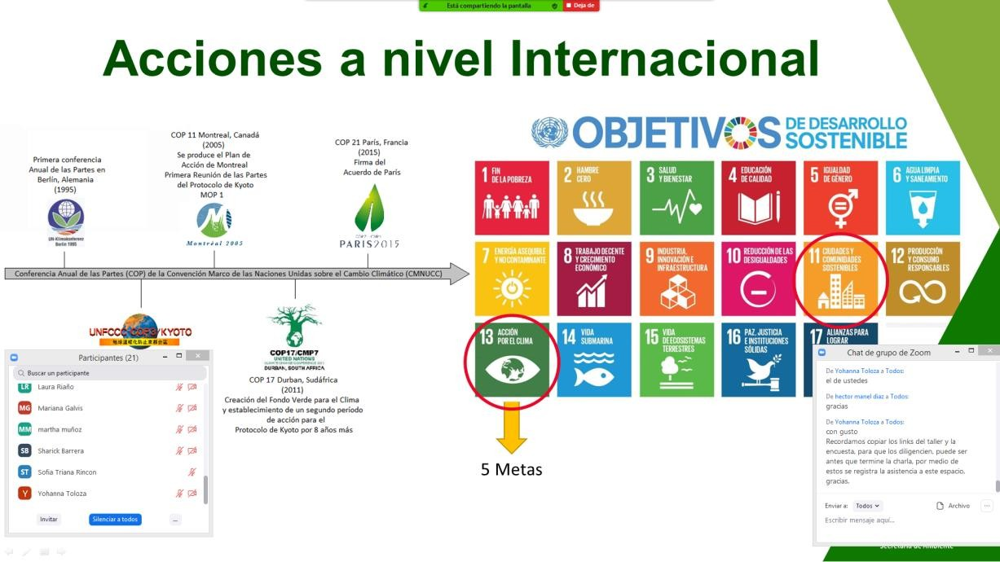 Está compartiendo la pantalla
Deja de
Acciones a nivel Internacional
Primera conferencia
Anual de las Partes en
Berlín, Alemania
(1995)
UN-Klimakonferenz
Berlin 1995
COP 11 Montreal, Canadá
(2005)
Se produce el Plan de
Acción de Montreal
Primera Reunión de las Partes
del Protocolo de Kyoto
MOP 1
Montréal 2005
COP 21 París, Francia
(2015)
Firma del
Acuerdo de París
PARIS2015
Conferencia Anual de las Partes (COP) de la Convención Marco de las Naciones Unidas sobre el Cambio Climático (CMNUCC)
UNFCCC COP3/KYOTO
COP17/CMP7
UNITED NATIONS
CLIMATE CHANGE CONFERENCE 2011
DURBAN, SOUTH AFRICA
COP 17 Durban, Sudáfrica
(2011)
Creación del Fondo Verde para el Clima
y establecimiento de un segundo período
de acción para el
Protocolo de Kyoto por 8 años más
OBJETIVOS DE DESARROLLO
SOSTENIBLE
1 FIN
DE LA POBREZA
2 HAMBRE
CERO
3 SALUD
Y BIENESTAR
4 EDUCACIÓN
DE CALIDAD
5 IGUALDAD
DE GÉNERO
6 AGUA LIMPIA
Y SANEAMIENTO
7 ENERGÍA ASEQUIBLE
Y NO CONTAMINANTE
8 TRABAJO DECENTE
Y CRECIMIENTO
ECONÓMICO
9 INDUSTRIA,
INNOVACIÓN E
INFRAESTRUCTURA
10 REDUCCIÓN DE LAS
DESIGUALDADES
11 CIUDADES Y
COMUNIDADES
SOSTENIBLES
12 PRODUCCIÓN
Y CONSUMO
RESPONSABLES
13 ACCIÓN
POR EL CLIMA
14 VIDA
SUBMARINA
15 VIDA
DE ECOSISTEMAS
TERRESTRES
16 PAZ, JUSTICIA
E INSTITUCIONES
SÓLIDAS
17 ALIANZAS PARA
LOGRAR
5 Metas
Participantes (21)
Buscar un participante
LR Laura Riaño
MG Mariana Galvis
MM martha muñoz
SB Sharick Barrera
ST Sofia Triana Rincon
Y Yohanna Toloza
Invitar
Silenciar a todos
...
Chat de grupo de Zoom
De Yohanna Toloza a Todos:
el de ustedes
De hector manel diaz a Todos:
gracias
De Yohanna Toloza a Todos:
con gusto
Recordamos copiar los links del taller y la
encuesta, para que los diligencien, puede ser
antes que termine la charla, por medio de
estos se registra la asistencia a este espacio,
gracias.
Enviar a: Todos
Archivo
...
Escribir mensaje aquí...
Secretaría de Ambiente